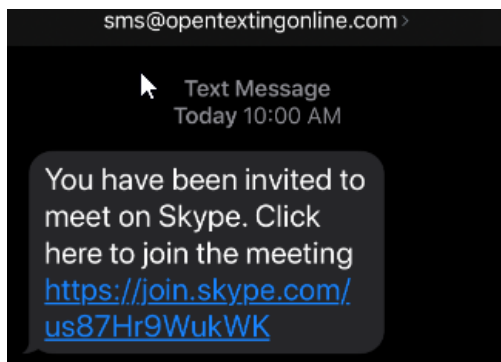 sms@opentextingonline.com
Text Message
Today 10:00 AM
You have been invited to
meet on Skype. Click
here to join the meeting
https://join.skype.com/
us87Hr9WukWK